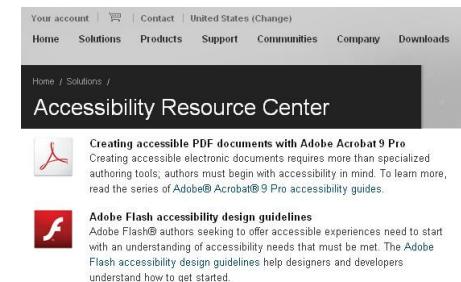 Your account | | Contact | United States (Change)
Home Solutions Products Support Communities Company Downloads
Home / Solutions /
Accessibility Resource Center
Creating accessible PDF documents with Adobe Acrobat 9 Pro
Creating accessible electronic documents requires more than specialized
authoring tools; authors must begin with accessibility in mind. To learn more,
read the series of Adobe® Acrobat® 9 Pro accessibility guides.
Adobe Flash accessibility design guidelines
Adobe Flash® authors seeking to offer accessible experiences need to start
with an understanding of accessibility needs that must be met. The Adobe
Flash accessibility design guidelines help designers and developers
understand how to get started.